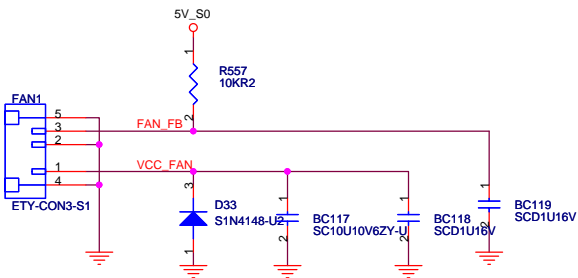 5V_S0
1
R557
10KR2
2
FAN1
5
3
FAN_FB
2
1
VCC_FAN
4
ETY-CON3-S1
3
D33
S1N4148-U2
1
1
BC117
SC10U10V6ZY-U
2
1
BC118
SCD1U16V
2
1
BC119
SCD1U16V
2